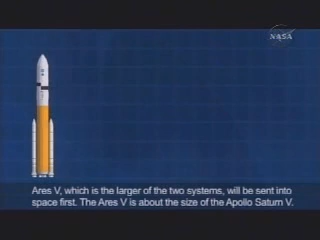 NASA
Ares V, which is the larger of the two systems, will be sent into
space first. The Ares V is about the size of the Apollo Saturn V.